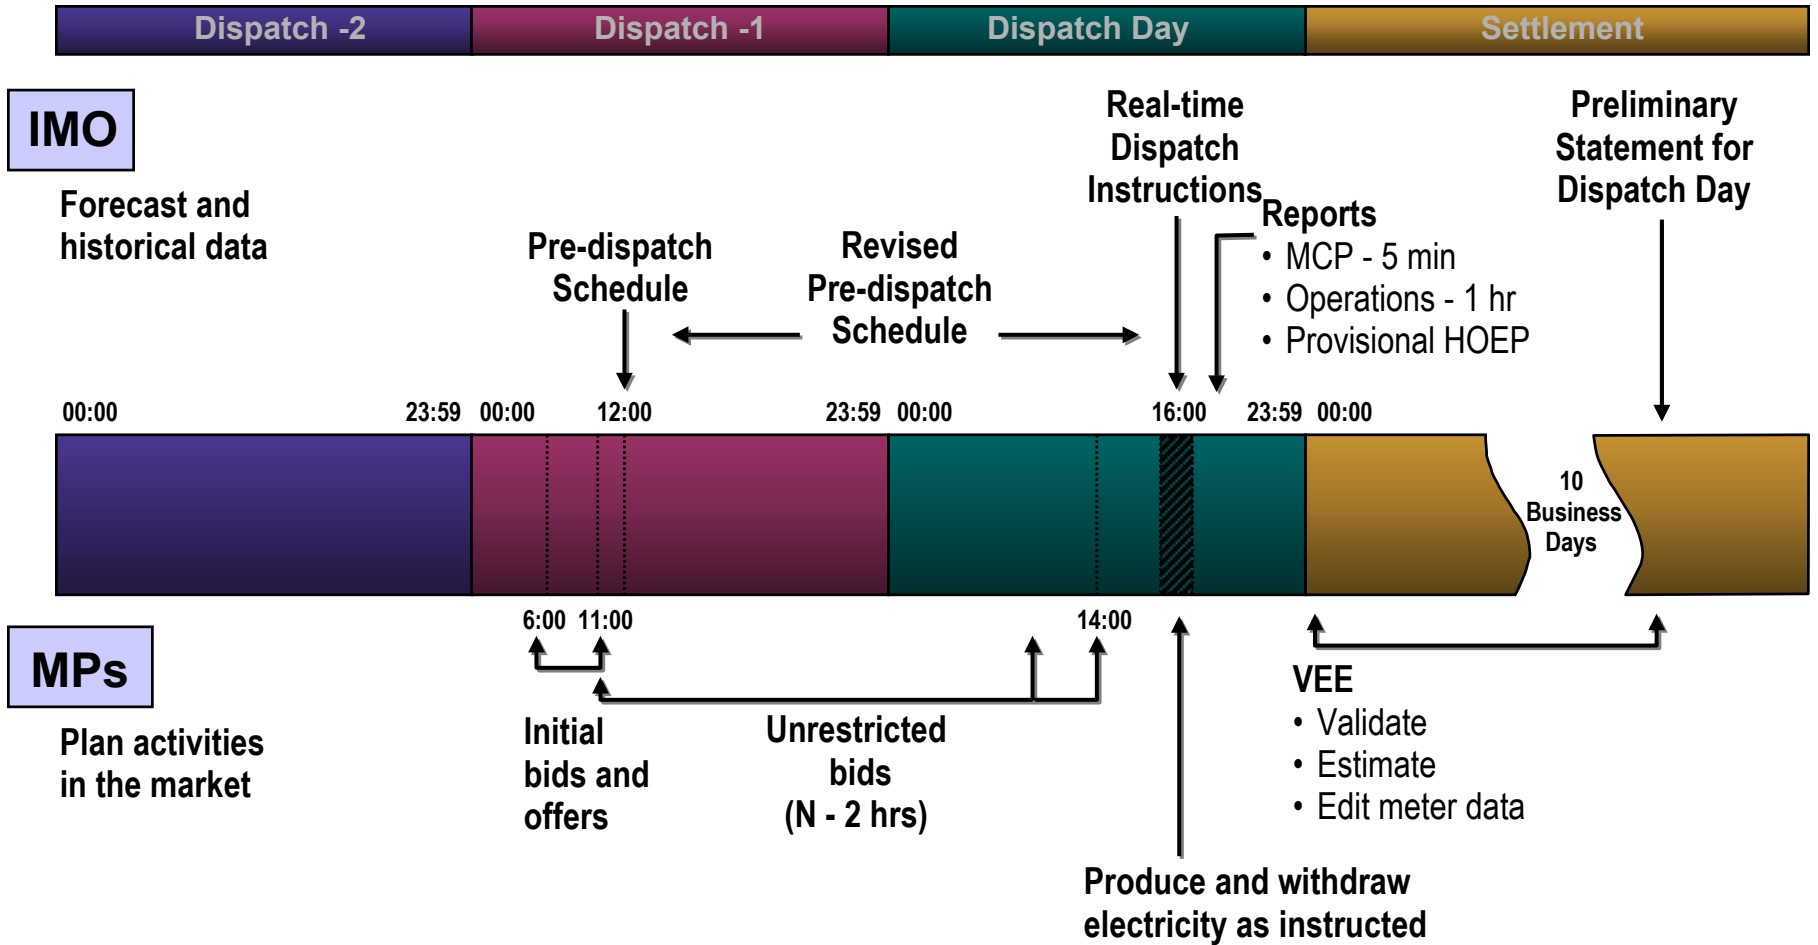 Dispatch -2
Dispatch -1
Dispatch Day
Settlement
IMO
Forecast and
historical data
Pre-dispatch
Schedule
Revised
Pre-dispatch
Schedule
Real-time
Dispatch
Instructions
Reports
• MCP - 5 min
• Operations - 1 hr
• Provisional HOEP
Preliminary
Statement for
Dispatch Day
00:00
23:59
00:00
12:00
23:59
00:00
16:00
23:59
00:00
10
Business
Days
6:00
11:00
14:00
MPs
Plan activities
in the market
Initial
bids and
offers
Unrestricted
bids
(N - 2 hrs)
VEE
• Validate
• Estimate
• Edit meter data
Produce and withdraw
electricity as instructed